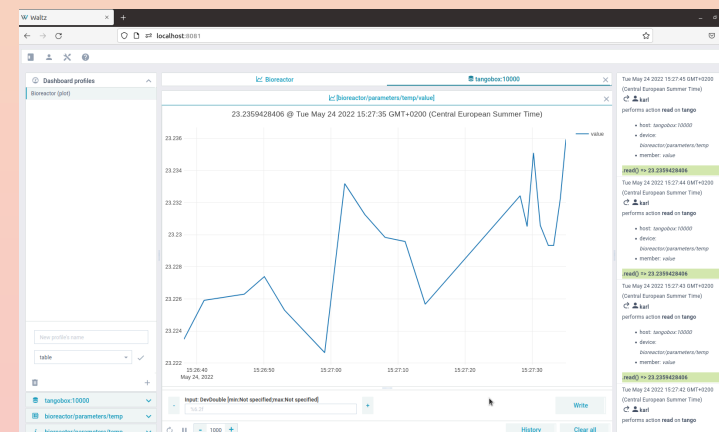 Waltz × +
localhost:8081
Dashboard profiles
Bioreactor (plot)
New profile's name
table
tangobox:10000
bioreactor/parameters/temp
Bioreactor
tangobox:10000 ×
[bioreactor/parameters/temp/value] ×
23.2359428406 @ Tue May 24 2022 15:27:35 GMT+0200 (Central European Summer Time)
value
23.236
23.234
23.232
23.23
23.228
23.226
23.224
23.222
15:26:40 15:26:50 15:27:00 15:27:10 15:27:20 15:27:30
May 24, 2022
Input: DevDouble [min:Not specified;max:Not specified]
- %6.2f + Write
- 1000 + History Clear all
Tue May 24 2022 15:27:45 GMT+0200
(Central European Summer Time)
karl
performs action read on tango
• host: tangobox:10000
• device:
bioreactor/parameters/temp
• member: value
.read() => 23.2359428406
Tue May 24 2022 15:27:44 GMT+0200
(Central European Summer Time)
karl
performs action read on tango
• host: tangobox:10000
• device:
bioreactor/parameters/temp
• member: value
.read() => 23.2359428406
Tue May 24 2022 15:27:43 GMT+0200
(Central European Summer Time)
karl
performs action read on tango
• host: tangobox:10000
• device:
bioreactor/parameters/temp
• member: value
.read() => 23.2359428406
Tue May 24 2022 15:27:42 GMT+0200
(Central European Summer Time)
karl
performs action read on tango